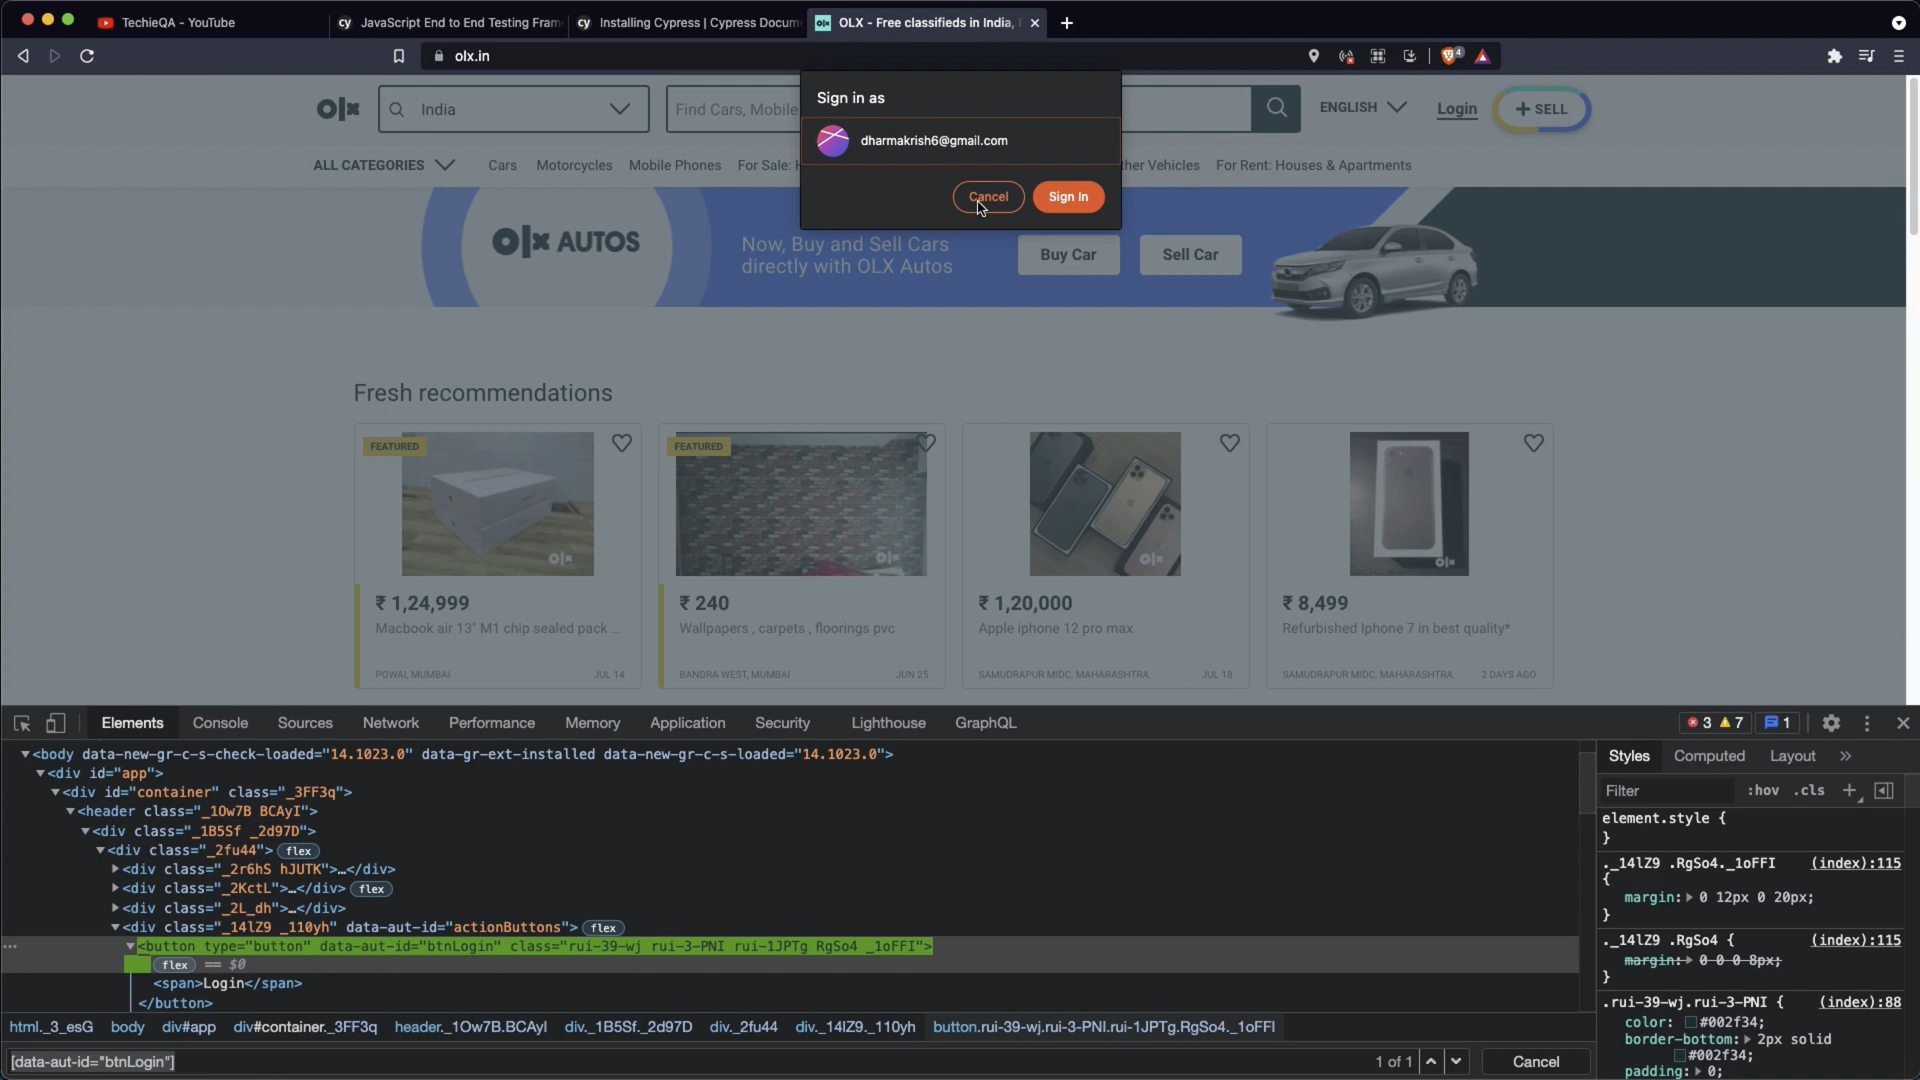 TechieQA - YouTube
JavaScript End to End Testing Fram
Installing Cypress | Cypress Docum
OLX - Free classifieds in India,
olx.in
4
Sign in as
dharmakrish6@gmail.com
Cancel
Sign In
olx
India
Find Cars, Mobile
ENGLISH
Login
+ SELL
ALL CATEGORIES
Cars
Motorcycles
Mobile Phones
For Sale: H
ther Vehicles
For Rent: Houses & Apartments
olx AUTOS
Now, Buy and Sell Cars
directly with OLX Autos
Buy Car
Sell Car
Fresh recommendations
FEATURED
olx
₹ 1,24,999
Macbook air 13" M1 chip sealed pack ...
POWAI, MUMBAI
JUL 14
FEATURED
olx
₹ 240
Wallpapers , carpets , floorings pvc
BANDRA WEST, MUMBAI
JUN 25
olx
₹ 1,20,000
Apple iphone 12 pro max
SAMUDRAPUR MIDC, MAHARASHTRA
JUL 18
olx
₹ 8,499
Refurbished Iphone 7 in best quality*
SAMUDRAPUR MIDC, MAHARASHTRA
2 DAYS AGO
Elements
Console
Sources
Network
Performance
Memory
Application
Security
Lighthouse
GraphQL
3
7
1
<body data-new-gr-c-s-check-loaded="14.1023.0" data-gr-ext-installed data-new-gr-c-s-loaded="14.1023.0">
<div id="app">
<div id="container" class="_3FF3q">
<header class="_1Ow7B BCAyI">
<div class="_1B5Sf _2d97D">
<div class="_2fu44"> flex
<div class="_2r6hS hJUTK">…</div>
<div class="_2KctL">…</div> flex
<div class="_2L_dh">…</div>
<div class="_14lZ9 _110yh" data-aut-id="actionButtons"> flex
<button type="button" data-aut-id="btnLogin" class="rui-39-wj rui-3-PNI rui-1JPTg RgSo4 _1oFFI">
flex == $0
<span>Login</span>
</button>
html._3_esG
body
div#app
div#container._3FF3q
header._1Ow7B.BCAyI
div._1B5Sf._2d97D
div._2fu44
div._14lZ9._110yh
button.rui-39-wj.rui-3-PNI.rui-1JPTg.RgSo4._1oFFI
[data-aut-id="btnLogin"]
1 of 1
Cancel
Styles
Computed
Layout
Filter
:hov
.cls
element.style {
}
._14lZ9 .RgSo4._1oFFI
(index):115
{
margin: 0 12px 0 20px;
}
._14lZ9 .RgSo4 {
(index):115
margin: 0 0 0 8px;
}
.rui-39-wj.rui-3-PNI {
(index):88
color: #002f34;
border-bottom: 2px solid
#002f34;
padding: 0;